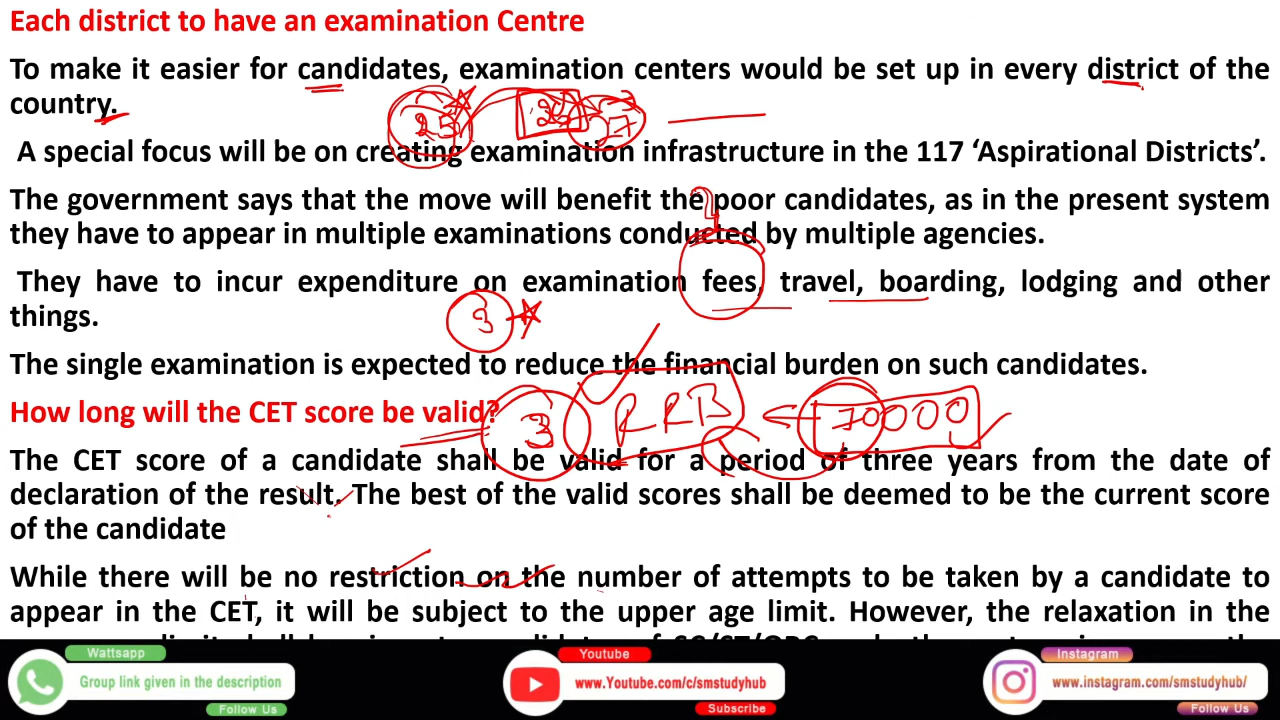 Each district to have an examination Centre
To make it easier for candidates, examination centers would be set up in every district of the
country.
25 25 27
A special focus will be on creating examination infrastructure in the 117 ‘Aspirational Districts’.
The government says that the move will benefit the poor candidates, as in the present system
they have to appear in multiple examinations conducted by multiple agencies.
They have to incur expenditure on examination fees, travel, boarding, lodging and other
things.
3
The single examination is expected to reduce the financial burden on such candidates.
How long will the CET score be valid?
3 RRB 70000
The CET score of a candidate shall be valid for a period of three years from the date of
declaration of the result. The best of the valid scores shall be deemed to be the current score
of the candidate
While there will be no restriction on the number of attempts to be taken by a candidate to
appear in the CET, it will be subject to the upper age limit. However, the relaxation in the
Wattsapp
Group link given in the description
Follow Us
Youtube
www.Youtube.com/c/smstudyhub
Subscribe
Instagram
www.instagram.com/smstudyhub/
Follow Us